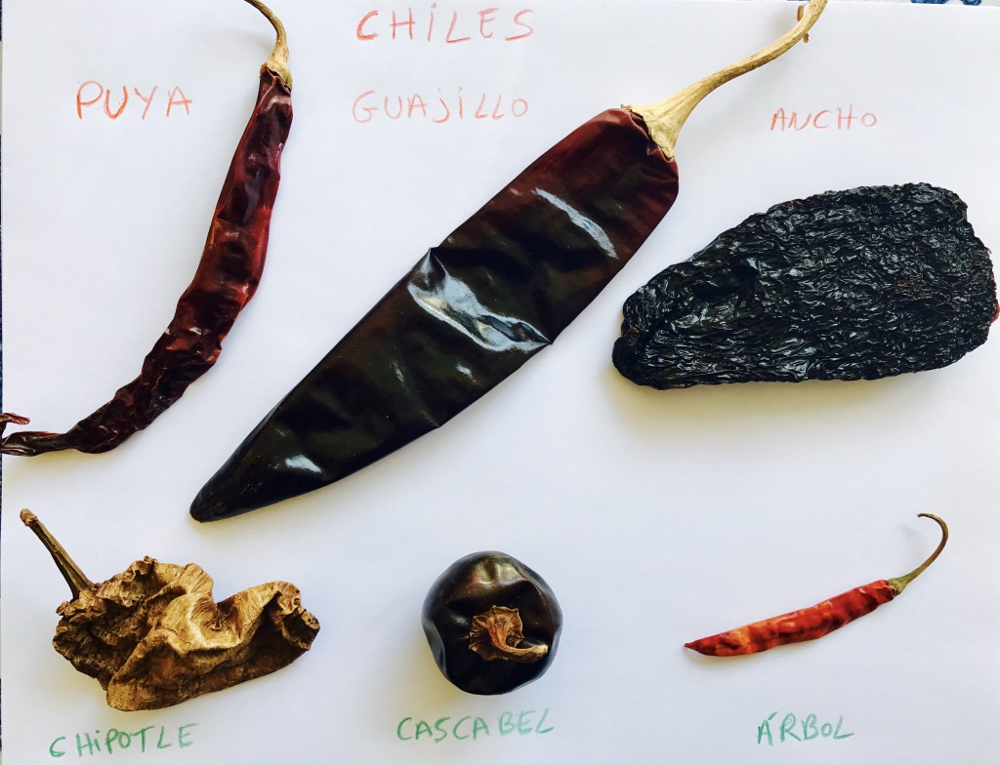 CHILES
PUYA
GUAJILLO
ANCHO
CHIPOTLE
CASCABEL
ÁRBOL